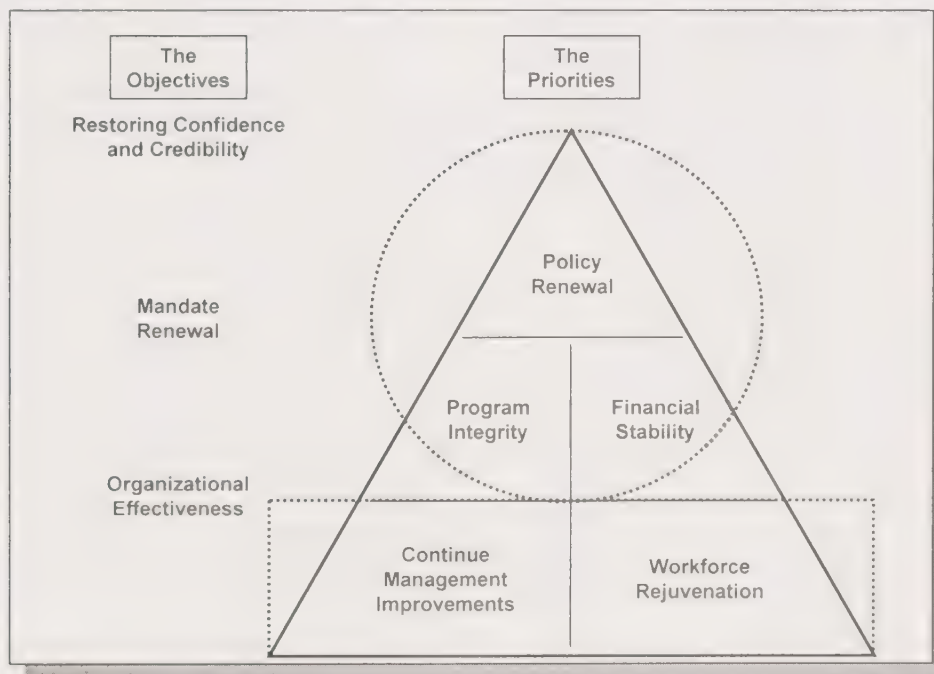 The
Objectives
The
Priorities
Restoring Confidence
and Credibility
Policy
Renewal
Mandate
Renewal
Program
Integrity
Financial
Stability
Organizational
Effectiveness
Continue
Management
Improvements
Workforce
Rejuvenation